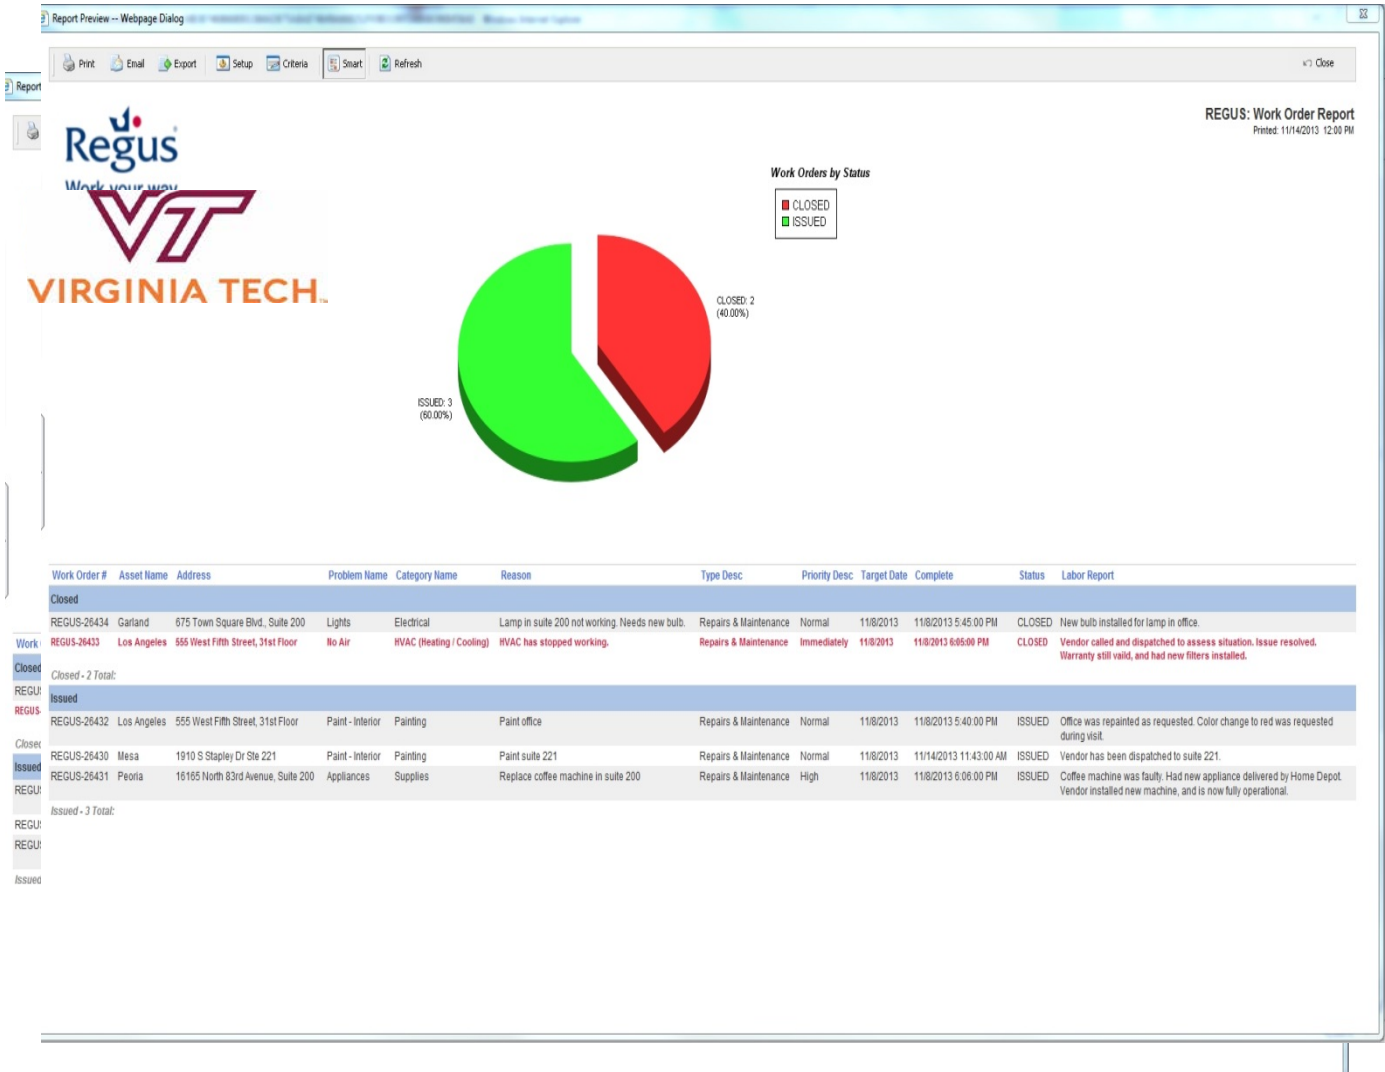 Report Preview -- Webpage Dialog
Report
Print Email Export Setup Criteria Smart Refresh Close
Regus
Work your way
VT
VIRGINIA TECH™
REGUS: Work Order Report
Printed: 11/14/2013 12:00 PM
Work Orders by Status
CLOSED
ISSUED
CLOSED: 2
(40.00%)
ISSUED: 3
(60.00%)
Work Order # Asset Name Address Problem Name Category Name Reason Type Desc Priority Desc Target Date Complete Status Labor Report
Closed
REGUS-26434 Garland 675 Town Square Blvd., Suite 200 Lights Electrical Lamp in suite 200 not working. Needs new bulb. Repairs & Maintenance Normal 11/8/2013 11/8/2013 5:45:00 PM CLOSED New bulb installed for lamp in office.
REGUS-26433 Los Angeles 555 West Fifth Street, 31st Floor No Air HVAC (Heating / Cooling) HVAC has stopped working. Repairs & Maintenance Immediately 11/8/2013 11/8/2013 6:05:00 PM CLOSED Vendor called and dispatched to assess situation. Issue resolved.
Warranty still vaild, and had new filters installed.
Closed - 2 Total:
Issued
REGUS-26432 Los Angeles 555 West Fifth Street, 31st Floor Paint - Interior Painting Paint office Repairs & Maintenance Normal 11/8/2013 11/8/2013 5:40:00 PM ISSUED Office was repainted as requested. Color change to red was requested
during visit.
REGUS-26430 Mesa 1910 S Stapley Dr Ste 221 Paint - Interior Painting Paint suite 221 Repairs & Maintenance Normal 11/8/2013 11/14/2013 11:43:00 AM ISSUED Vendor has been dispatched to suite 221.
REGUS-26431 Peoria 16165 North 83rd Avenue, Suite 200 Appliances Supplies Replace coffee machine in suite 200 Repairs & Maintenance High 11/8/2013 11/8/2013 6:06:00 PM ISSUED Coffee machine was faulty. Had new appliance delivered by Home Depot.
Vendor installed new machine, and is now fully operational.
Issued - 3 Total:
Work
Closed
REGUS
REGUS-
Closed
Issued
REGUS
REGUS
REGUS
Issued